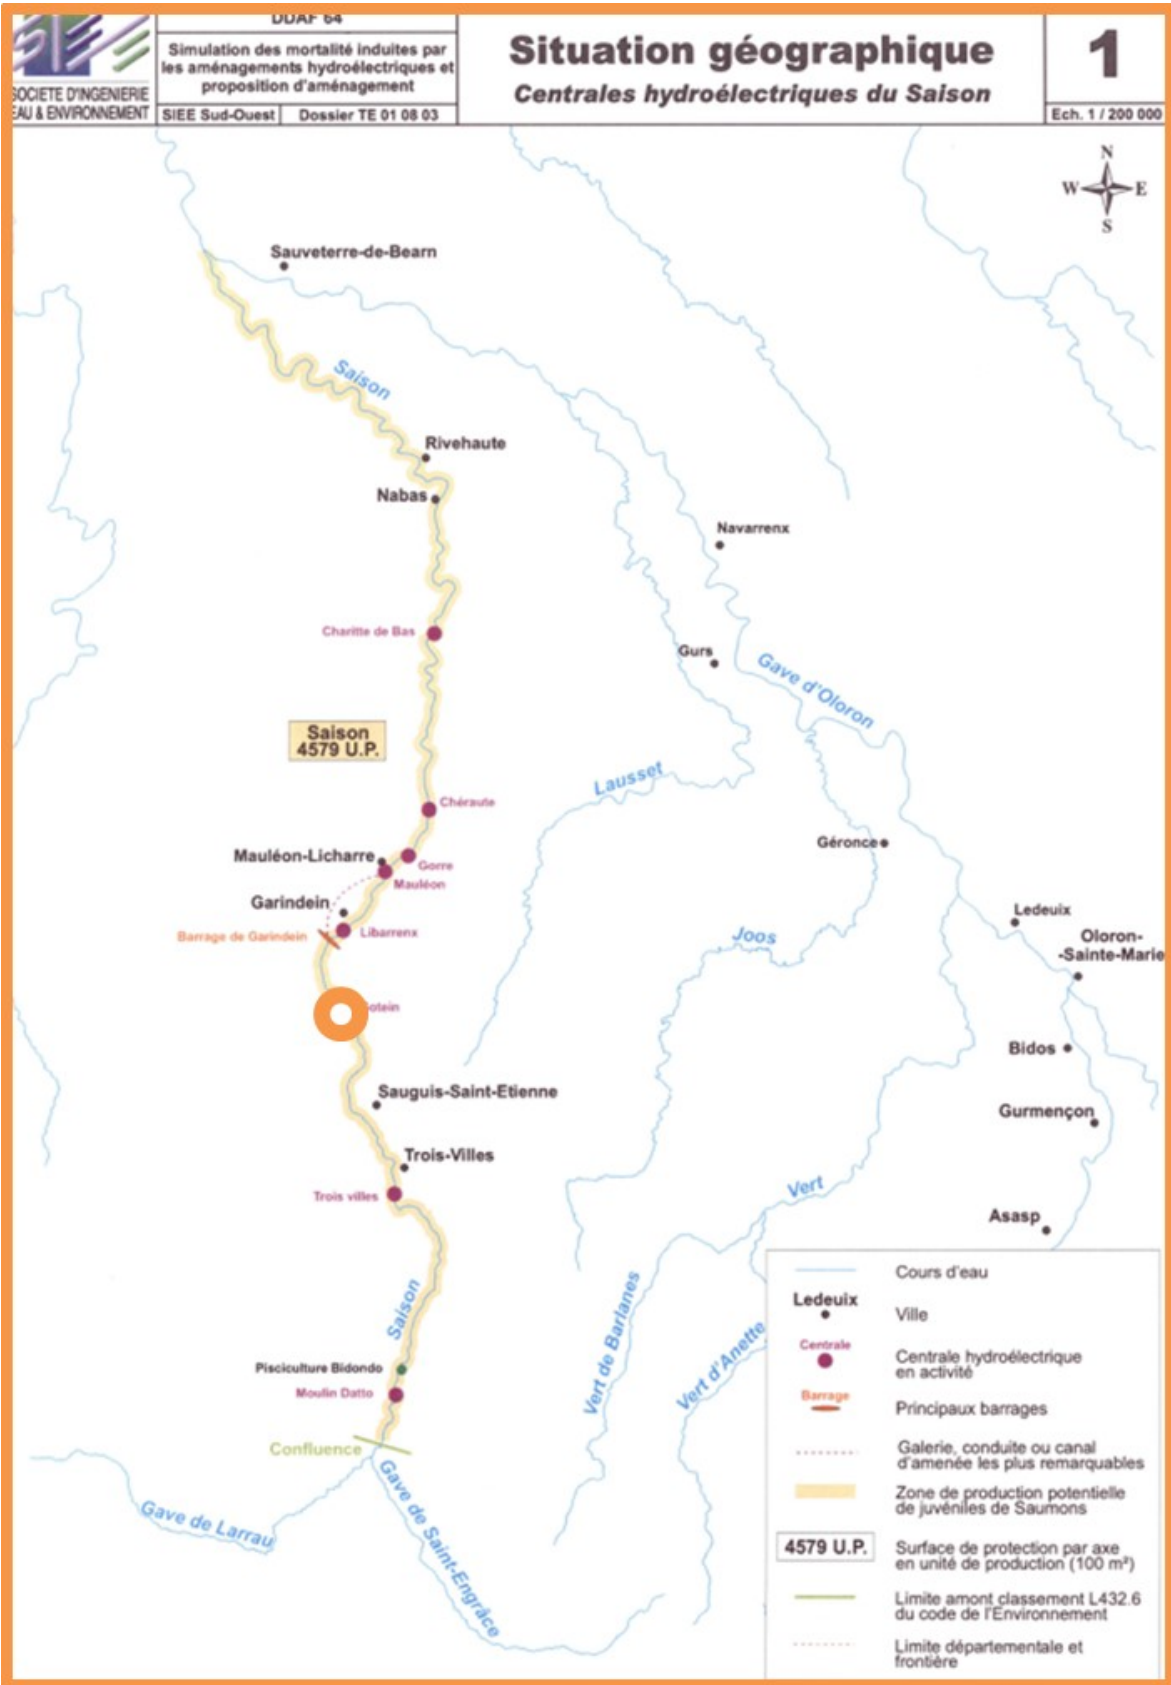 DDAF 64
Simulation des mortalité induites par
les aménagements hydroélectriques et
proposition d'aménagement
SOCIETE D'INGENIERIE
EAU & ENVIRONNEMENT
SIEE Sud-Ouest
Dossier TE 01 08 03
Situation géographique
Centrales hydroélectriques du Saison
1
Ech. 1 / 200 000
N
W
E
S
Sauveterre-de-Bearn
Saison
Rivehaute
Nabas
Navarrenx
Charitte de Bas
Gurs
Gave d'Oloron
Saison
4579 U.P.
Lausset
Chéraute
Géronce
Mauléon-Licharre
Gorre
Mauléon
Garindein
Ledeuix
Libarrenx
Barrage de Garindein
Joos
Oloron-
-Sainte-Marie
otein
Bidos
Sauguis-Saint-Etienne
Gurmençon
Trois-Villes
Trois villes
Vert
Asasp
Saison
Vert de Barlanes
Vert d'Anette
Pisciculture Bidondo
Moulin Datto
Confluence
Gave de Larrau
Gave de Saint-Engrâce
Cours d'eau
Ledeuix
Ville
Centrale
Centrale hydroélectrique
en activité
Barrage
Principaux barrages
Galerie, conduite ou canal
d'amenée les plus remarquables
Zone de production potentielle
de juvéniles de Saumons
4579 U.P.
Surface de protection par axe
en unité de production (100 m²)
Limite amont classement L432.6
du code de l'Environnement
Limite départementale et
frontière